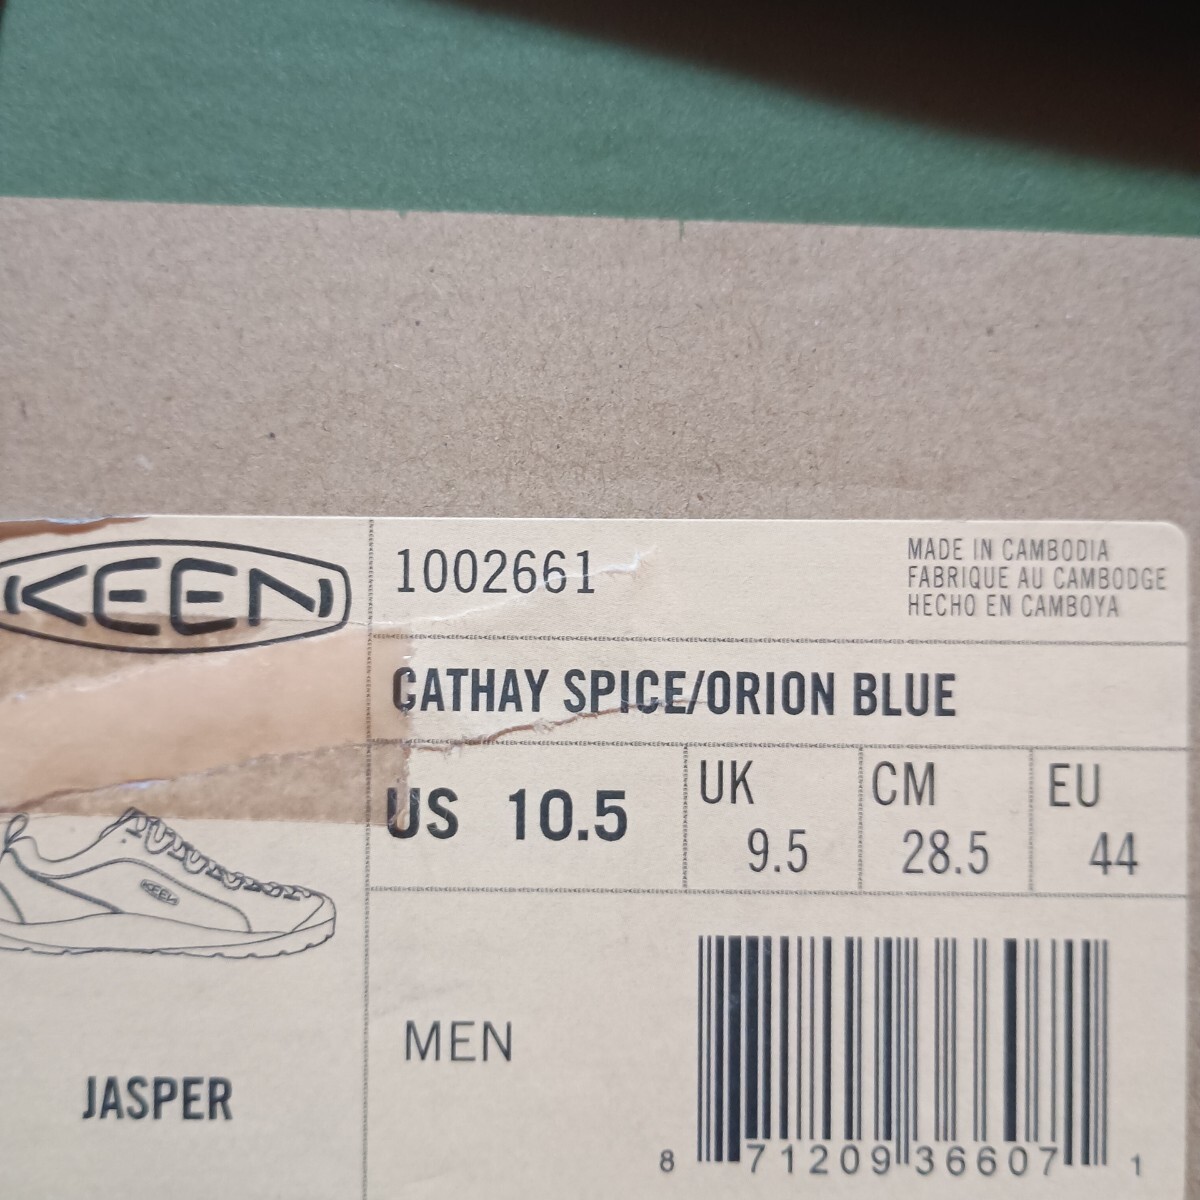 KEEN
1002661
MADE IN CAMBODIA
FABRIQUE AU CAMBODGE
HECHO EN CAMBOYA
CATHAY SPICE/ORION BLUE
US 10.5
UK 9.5
CM 28.5
EU 44
KEEN
JASPER
MEN
8 71209 36607 1